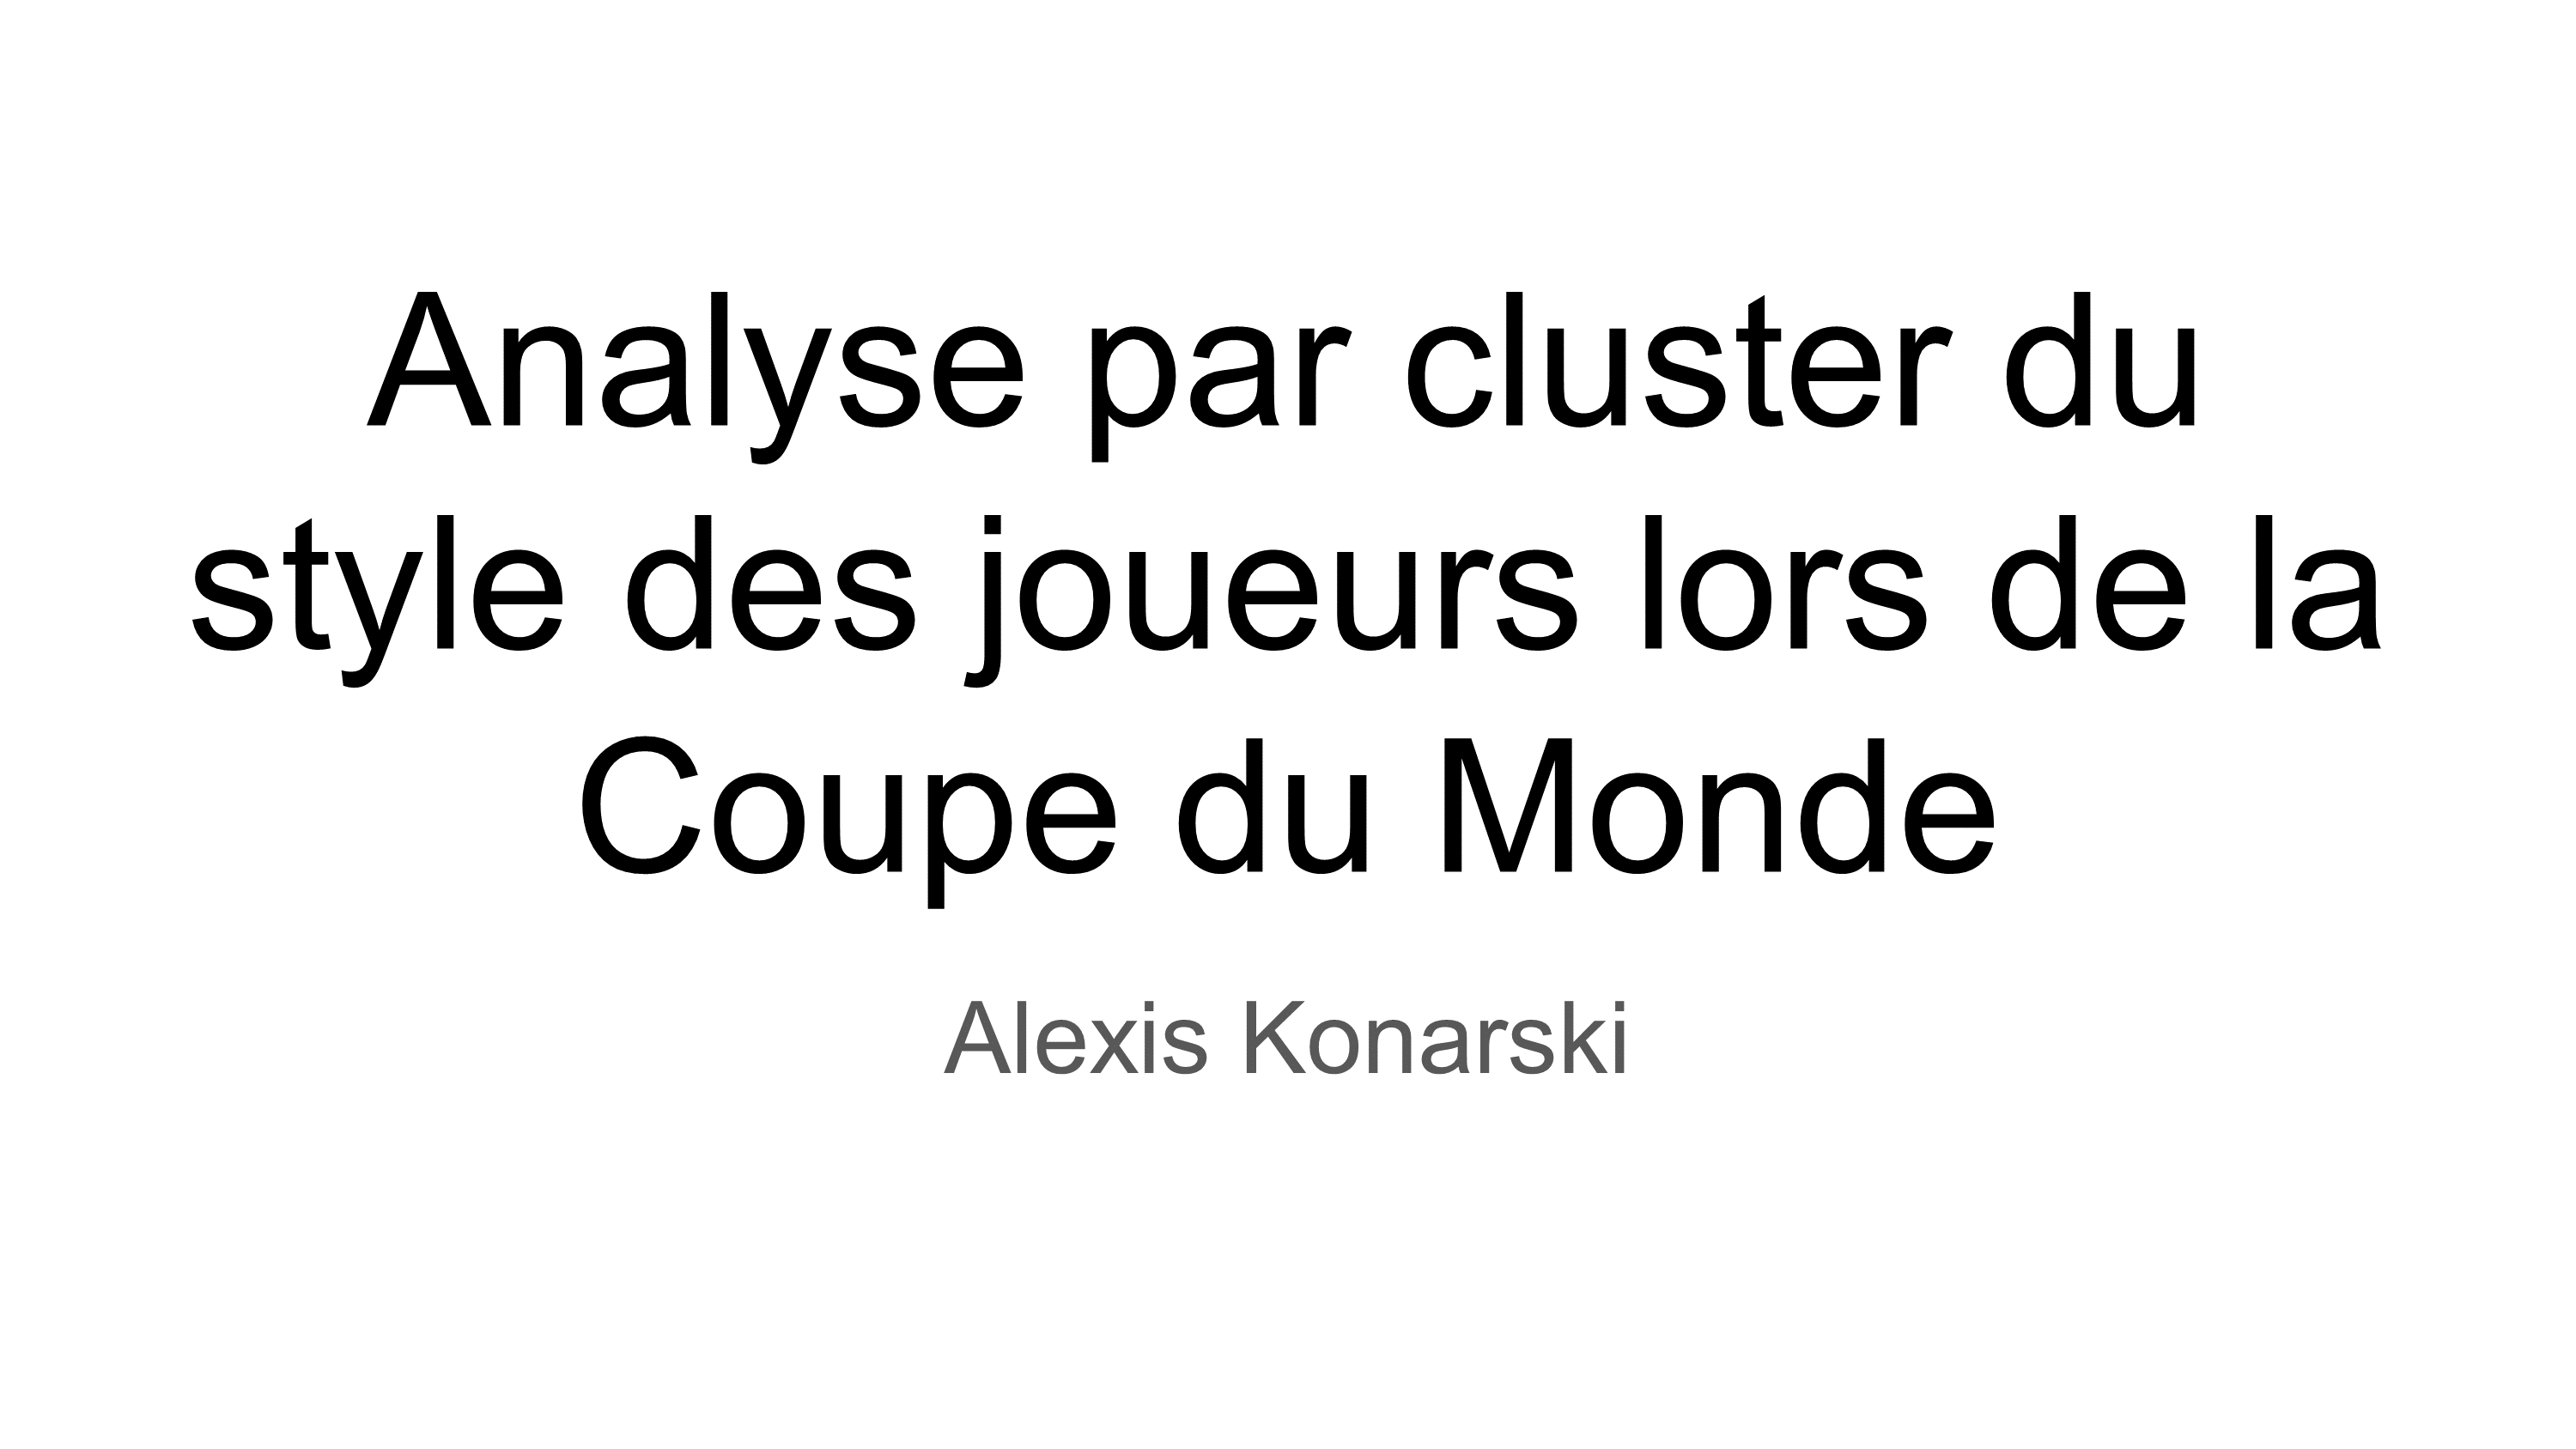 Analyse par cluster du
style des joueurs lors de la
Coupe du Monde
Alexis Konarski